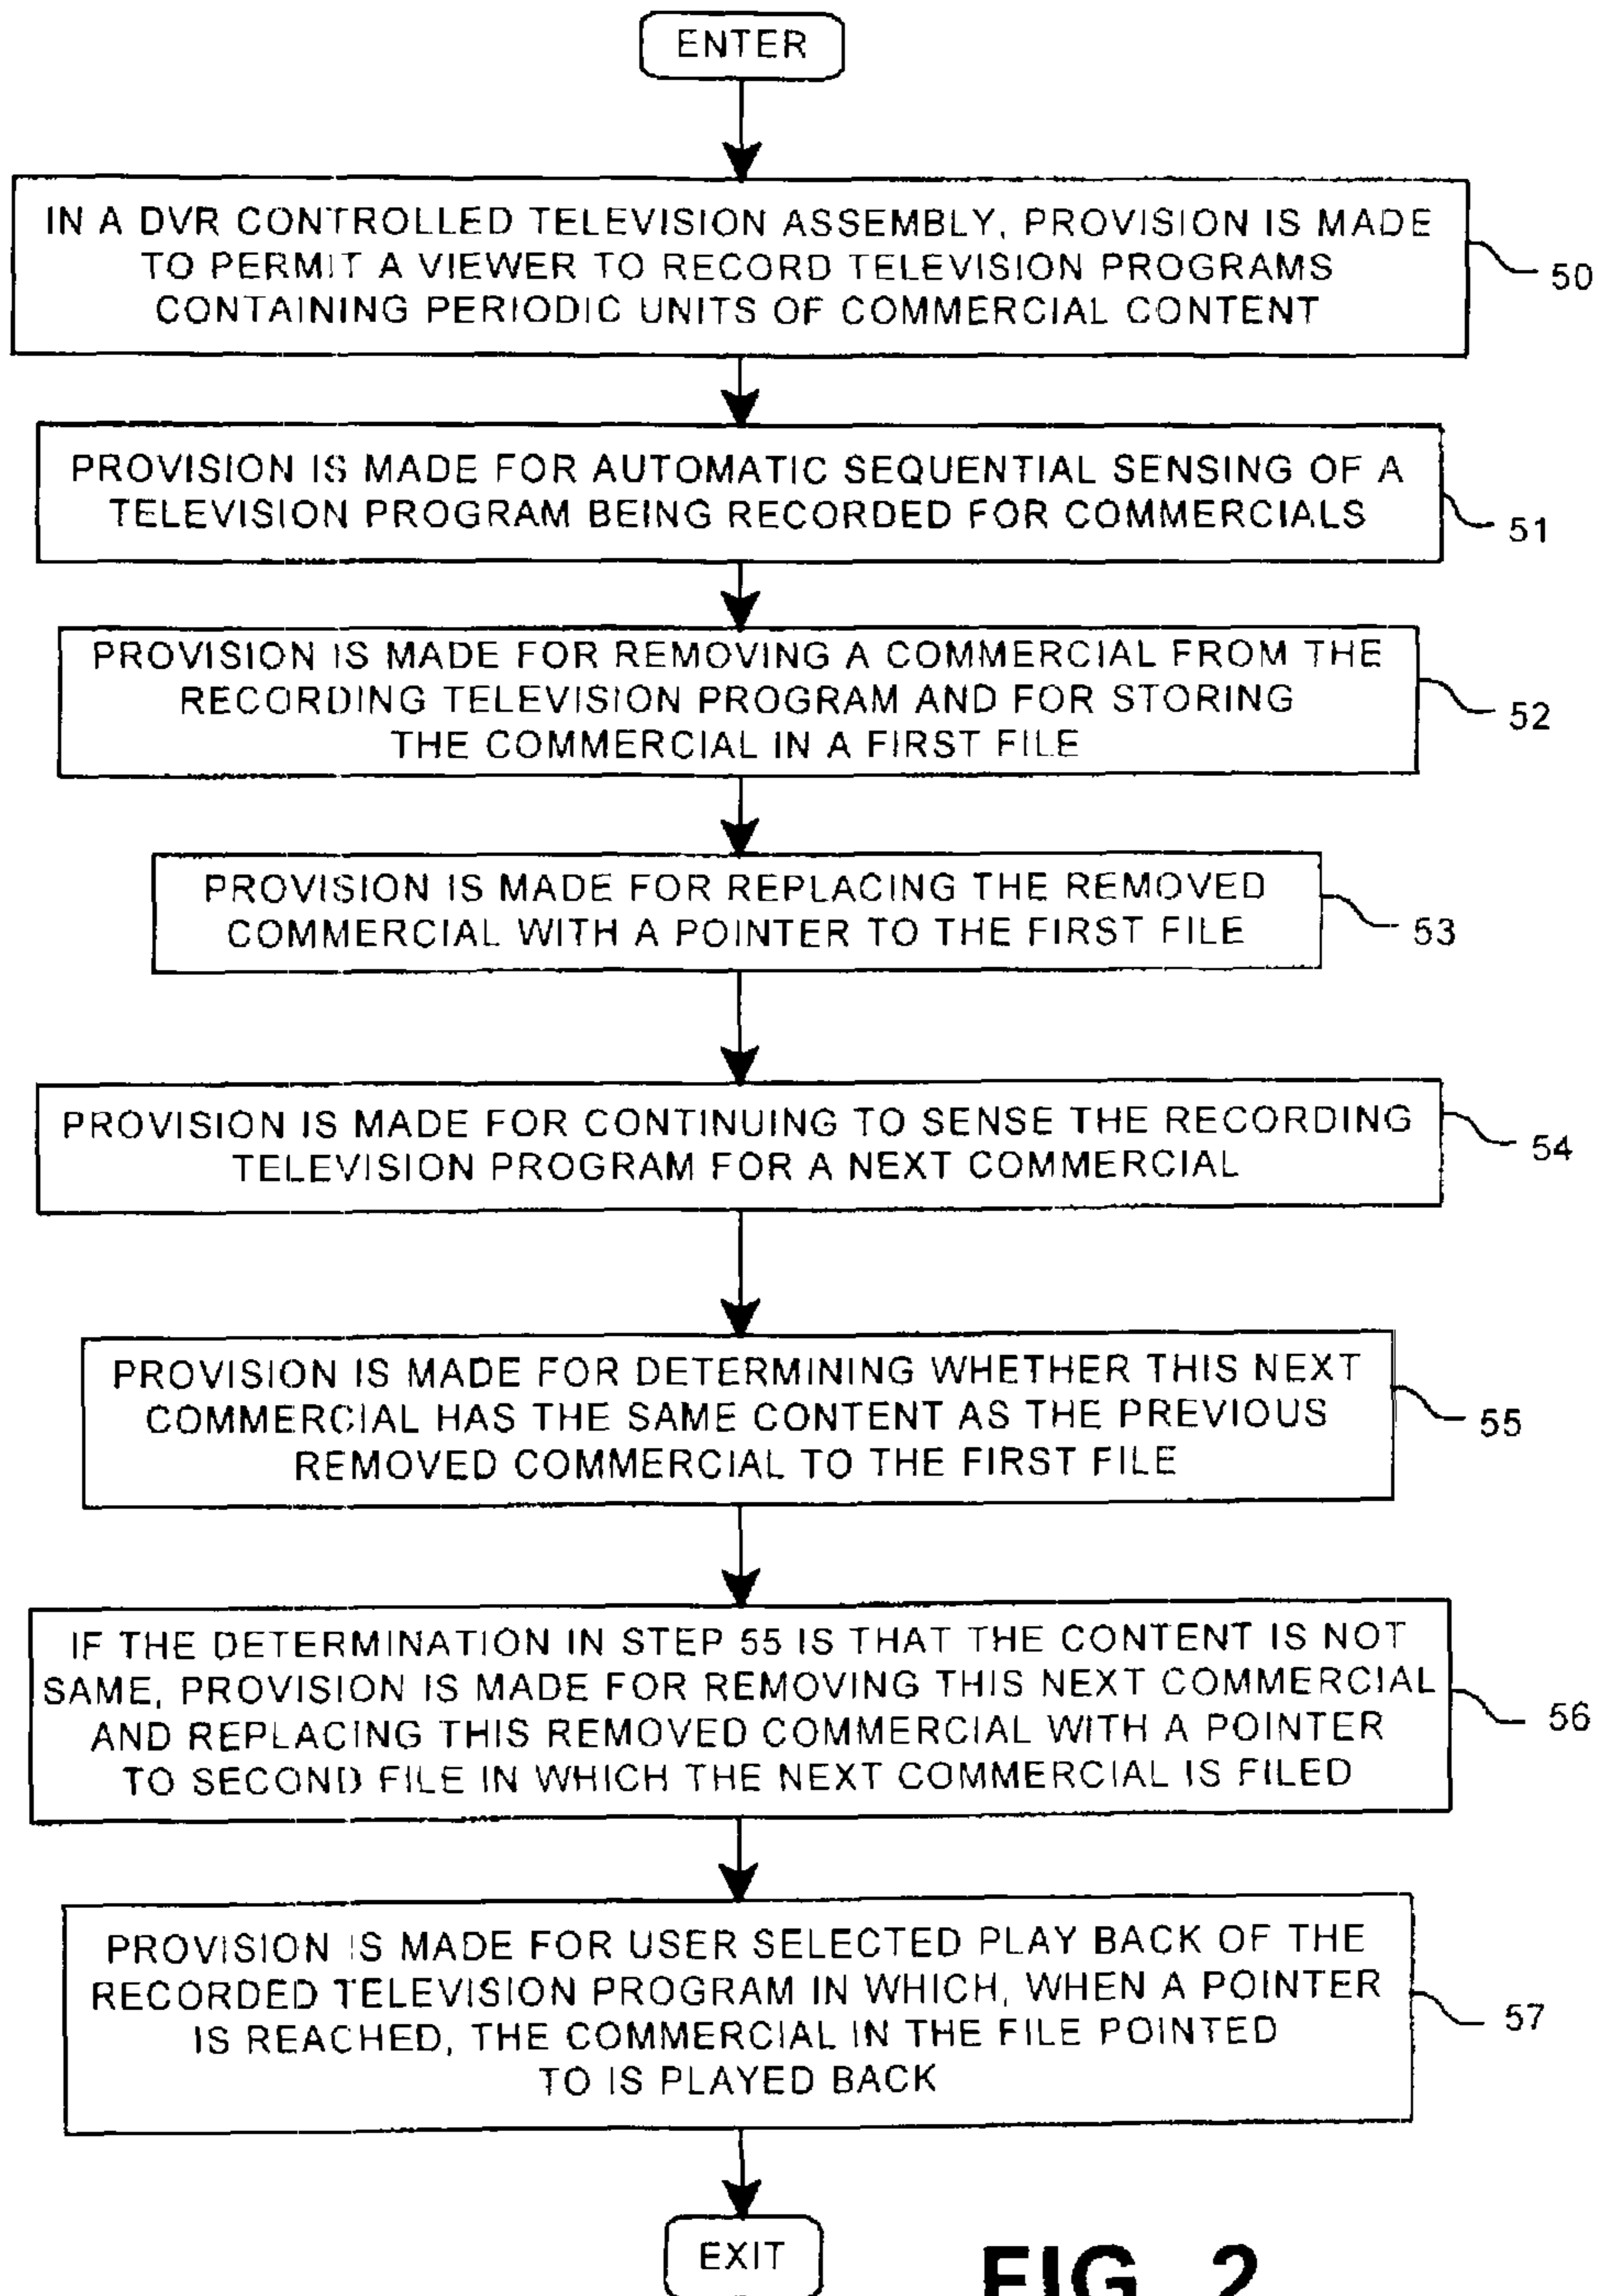 ENTER
IN A DVR CONTROLLED TELEVISION ASSEMBLY, PROVISION IS MADE
TO PERMIT A VIEWER TO RECORD TELEVISION PROGRAMS
CONTAINING PERIODIC UNITS OF COMMERCIAL CONTENT
50
PROVISION IS MADE FOR AUTOMATIC SEQUENTIAL SENSING OF A
TELEVISION PROGRAM BEING RECORDED FOR COMMERCIALS
51
PROVISION IS MADE FOR REMOVING A COMMERCIAL FROM THE
RECORDING TELEVISION PROGRAM AND FOR STORING
THE COMMERCIAL IN A FIRST FILE
52
PROVISION IS MADE FOR REPLACING THE REMOVED
COMMERCIAL WITH A POINTER TO THE FIRST FILE
53
PROVISION IS MADE FOR CONTINUING TO SENSE THE RECORDING
TELEVISION PROGRAM FOR A NEXT COMMERCIAL
54
PROVISION IS MADE FOR DETERMINING WHETHER THIS NEXT
COMMERCIAL HAS THE SAME CONTENT AS THE PREVIOUS
REMOVED COMMERCIAL TO THE FIRST FILE
55
IF THE DETERMINATION IN STEP 55 IS THAT THE CONTENT IS NOT
SAME, PROVISION IS MADE FOR REMOVING THIS NEXT COMMERCIAL
AND REPLACING THIS REMOVED COMMERCIAL WITH A POINTER
TO SECOND FILE IN WHICH THE NEXT COMMERCIAL IS FILED
56
PROVISION IS MADE FOR USER SELECTED PLAY BACK OF THE
RECORDED TELEVISION PROGRAM IN WHICH, WHEN A POINTER
IS REACHED, THE COMMERCIAL IN THE FILE POINTED
TO IS PLAYED BACK
57
EXIT
FIG. 2